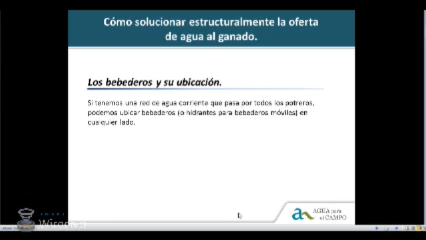 Cómo solucionar estructuralmente la oferta
de agua al ganado.
Los bebederos y su ubicación.
Si tenemos una red de agua corriente que pasa por todos los potreros,
podemos ubicar bebederos (o hidrantes para bebederos móviles) en
cualquier lado.
AGUA para
el CAMPO